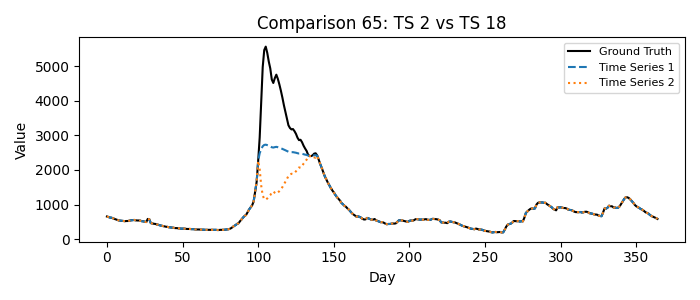 Comparison 65: TS 2 vs TS 18
Ground Truth
Time Series 1
Time Series 2
Value
5000
4000
3000
2000
1000
0
0 50 100 150 200 250 300 350
Day